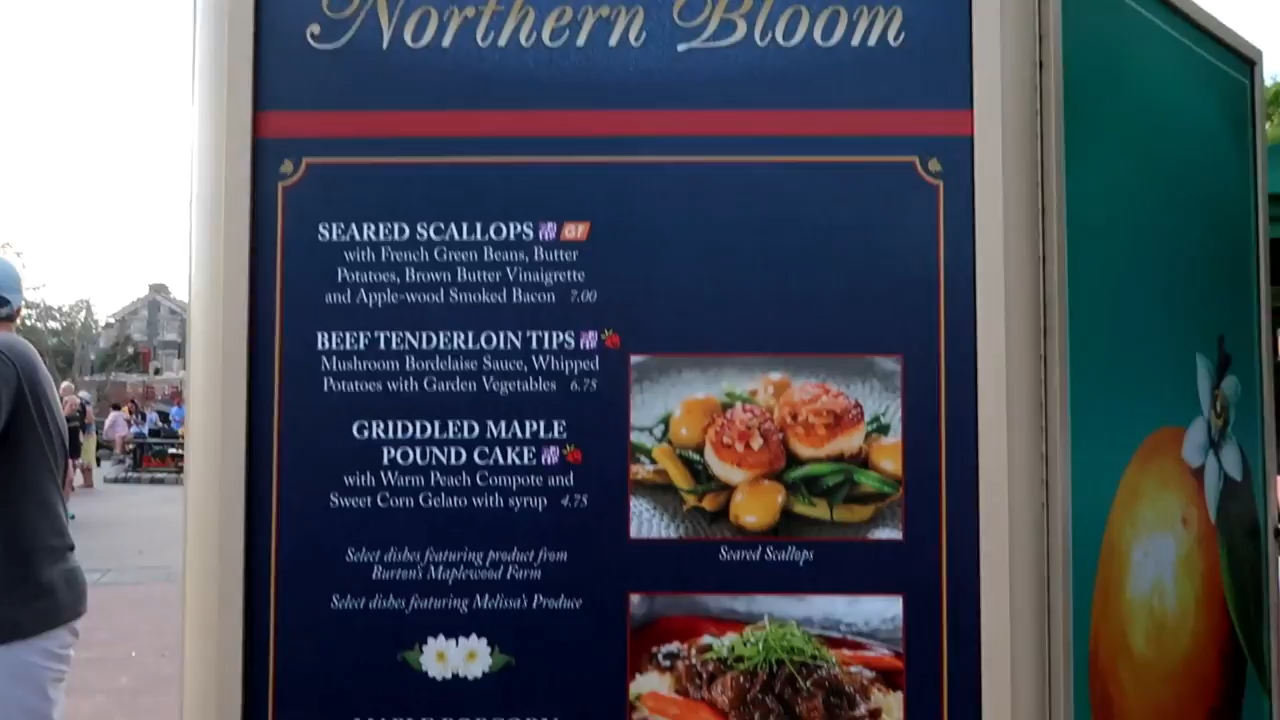 Northern Bloom
SEARED SCALLOPS GF
with French Green Beans, Butter
Potatoes, Brown Butter Vinaigrette
and Apple-wood Smoked Bacon 7.00
BEEF TENDERLOIN TIPS
Mushroom Bordelaise Sauce, Whipped
Potatoes with Garden Vegetables 6.75
GRIDDLED MAPLE
POUND CAKE
with Warm Peach Compote and
Sweet Corn Gelato with syrup 4.75
Select dishes featuring product from
Burton's Maplewood Farm
Select dishes featuring Melissa's Produce
Seared Scallops
MAPLE POPCORN